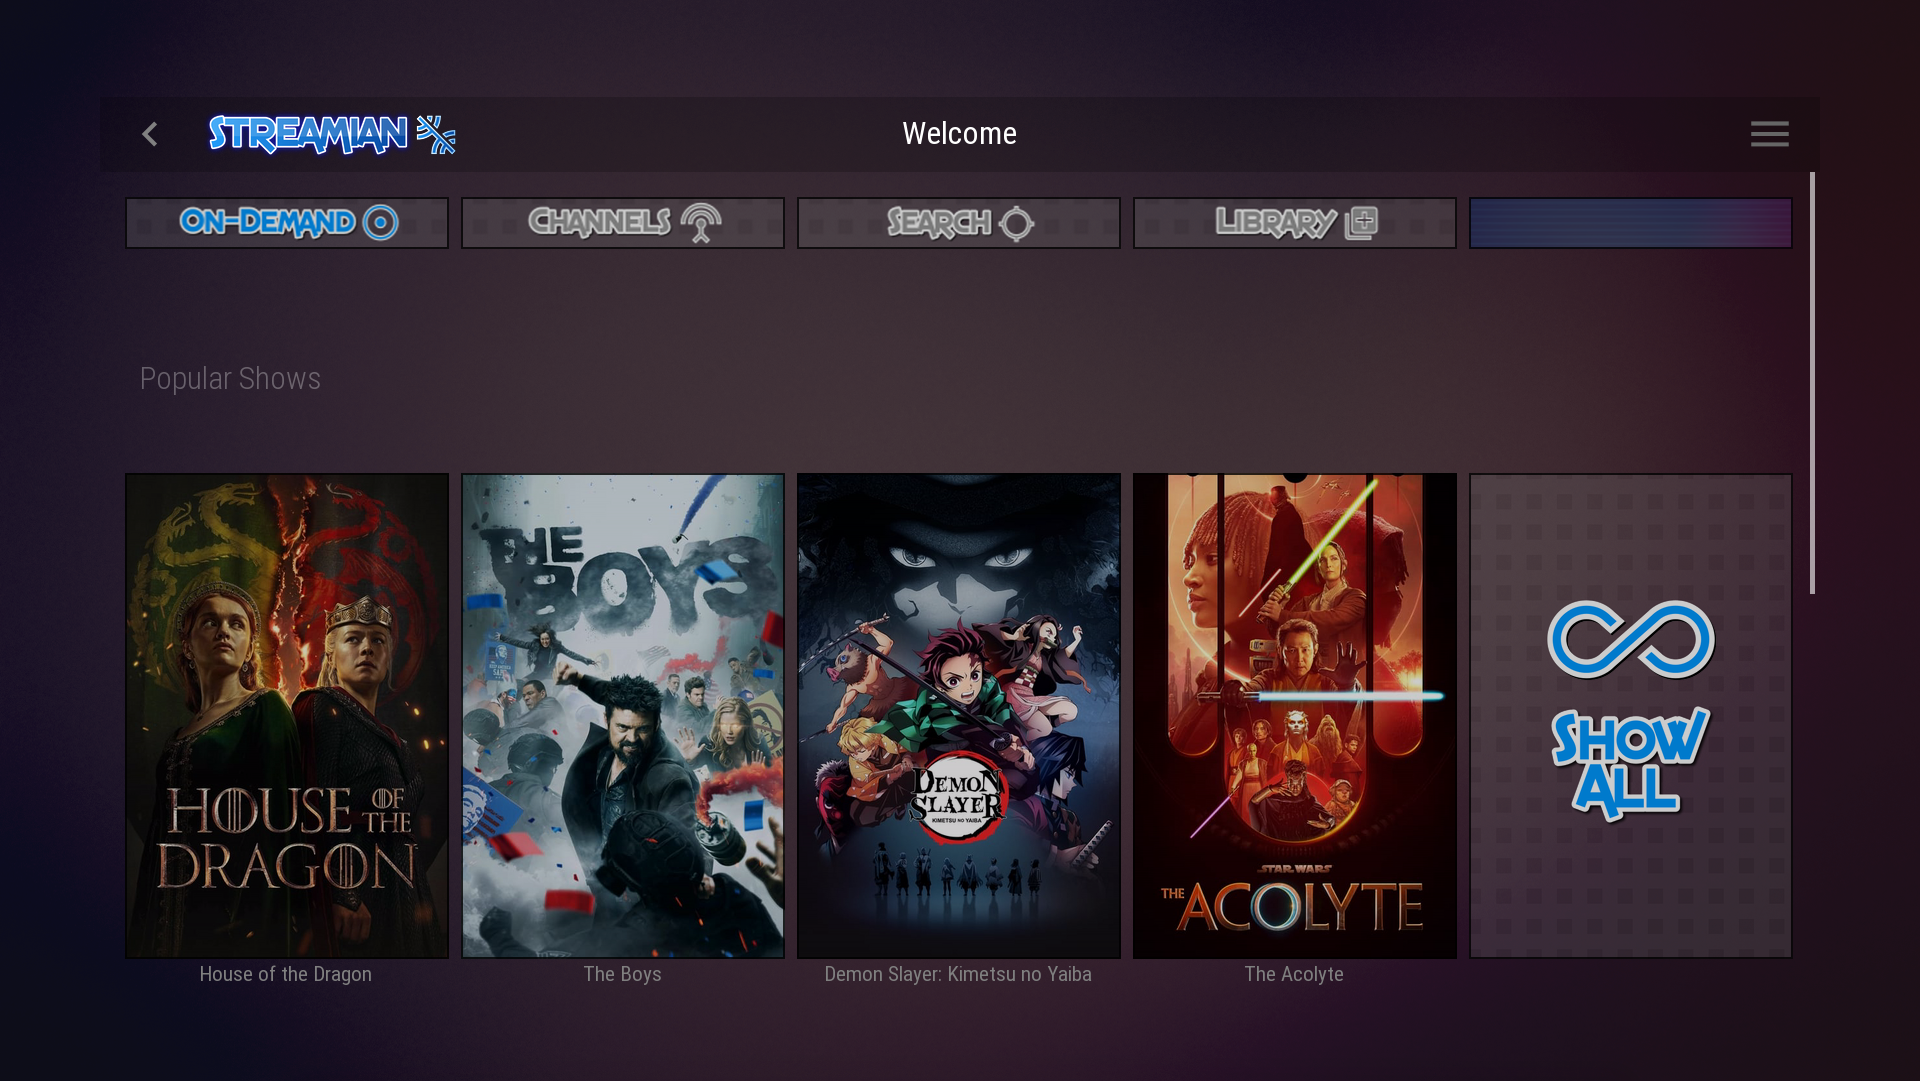 STREAMIAN
Welcome
ON-DEMAND
CHANNELS
SEARCH
LIBRARY
Popular Shows
HOUSE OF THE
DRAGON
THE
BOYS
DEMON
SLAYER
KIMETSU NO YAIBA
STAR WARS
THE ACOLYTE
SHOW
ALL
House of the Dragon
The Boys
Demon Slayer: Kimetsu no Yaiba
The Acolyte